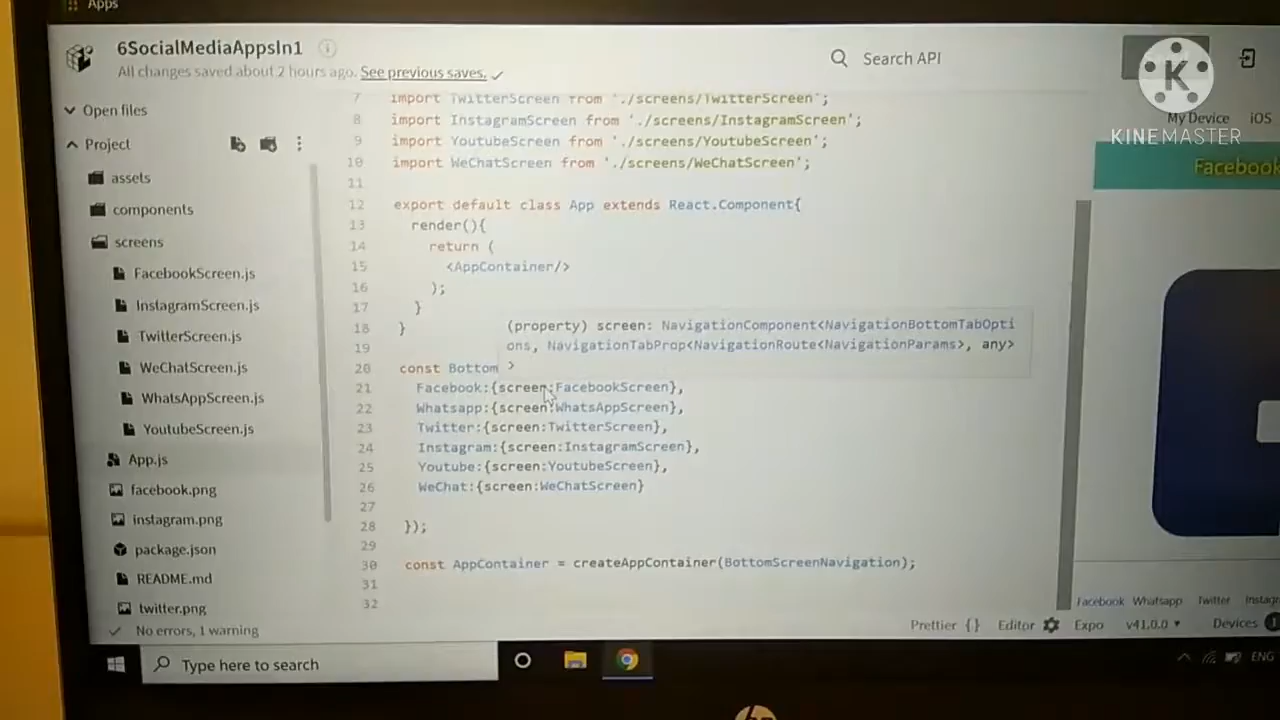 Apps
6SocialMediaAppsIn1
All changes saved about 2 hours ago. See previous saves.
Search API
K
KINEMASTER
My Device iOS
Facebook
Open files
Project
assets
components
screens
FacebookScreen.js
InstagramScreen.js
TwitterScreen.js
WeChatScreen.js
WhatsAppScreen.js
YoutubeScreen.js
App.js
facebook.png
instagram.png
package.json
README.md
twitter.png
No errors, 1 warning
7 import TwitterScreen from './screens/TwitterScreen';
8 import InstagramScreen from './screens/InstagramScreen';
9 import YoutubeScreen from './screens/YoutubeScreen';
10 import WeChatScreen from './screens/WeChatScreen';
11
12 export default class App extends React.Component{
13 render(){
14 return (
15 <AppContainer/>
16 );
17 }
18 }
19
(property) screen: NavigationComponent<NavigationBottomTabOpti
ons, NavigationTabProp<NavigationRoute<NavigationParams>, any>
>
20 const Bottom
21 Facebook:{screen:FacebookScreen},
22 Whatsapp:{screen:WhatsAppScreen},
23 Twitter:{screen:TwitterScreen},
24 Instagram:{screen:InstagramScreen},
25 Youtube:{screen:YoutubeScreen},
26 WeChat:{screen:WeChatScreen}
27
28 });
29
30 const AppContainer = createAppContainer(BottomScreenNavigation);
31
32
Facebook Whatsapp Twitter Instagr
Prettier {} Editor Expo v41.0.0 Devices
Type here to search
ENG
hp